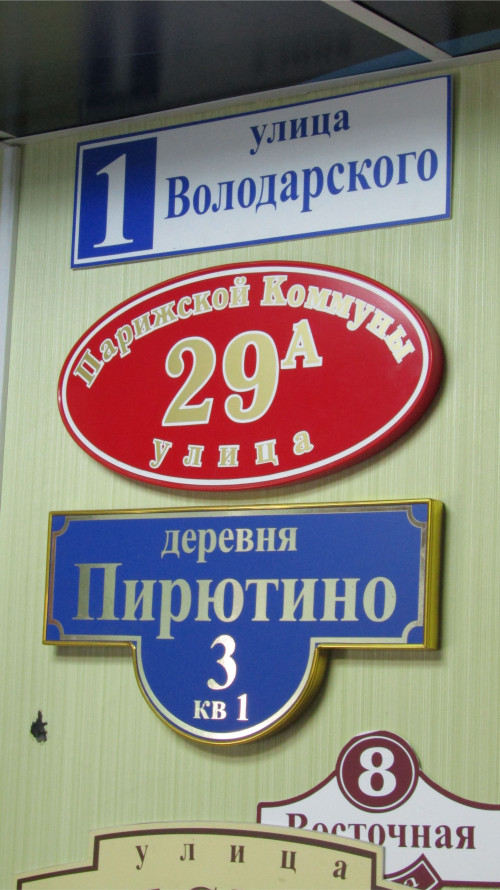 1
улица
Володарского
Парижской Коммуны
29А
улица
деревня
Пирютино
3
кв 1
8
Восточная
улица